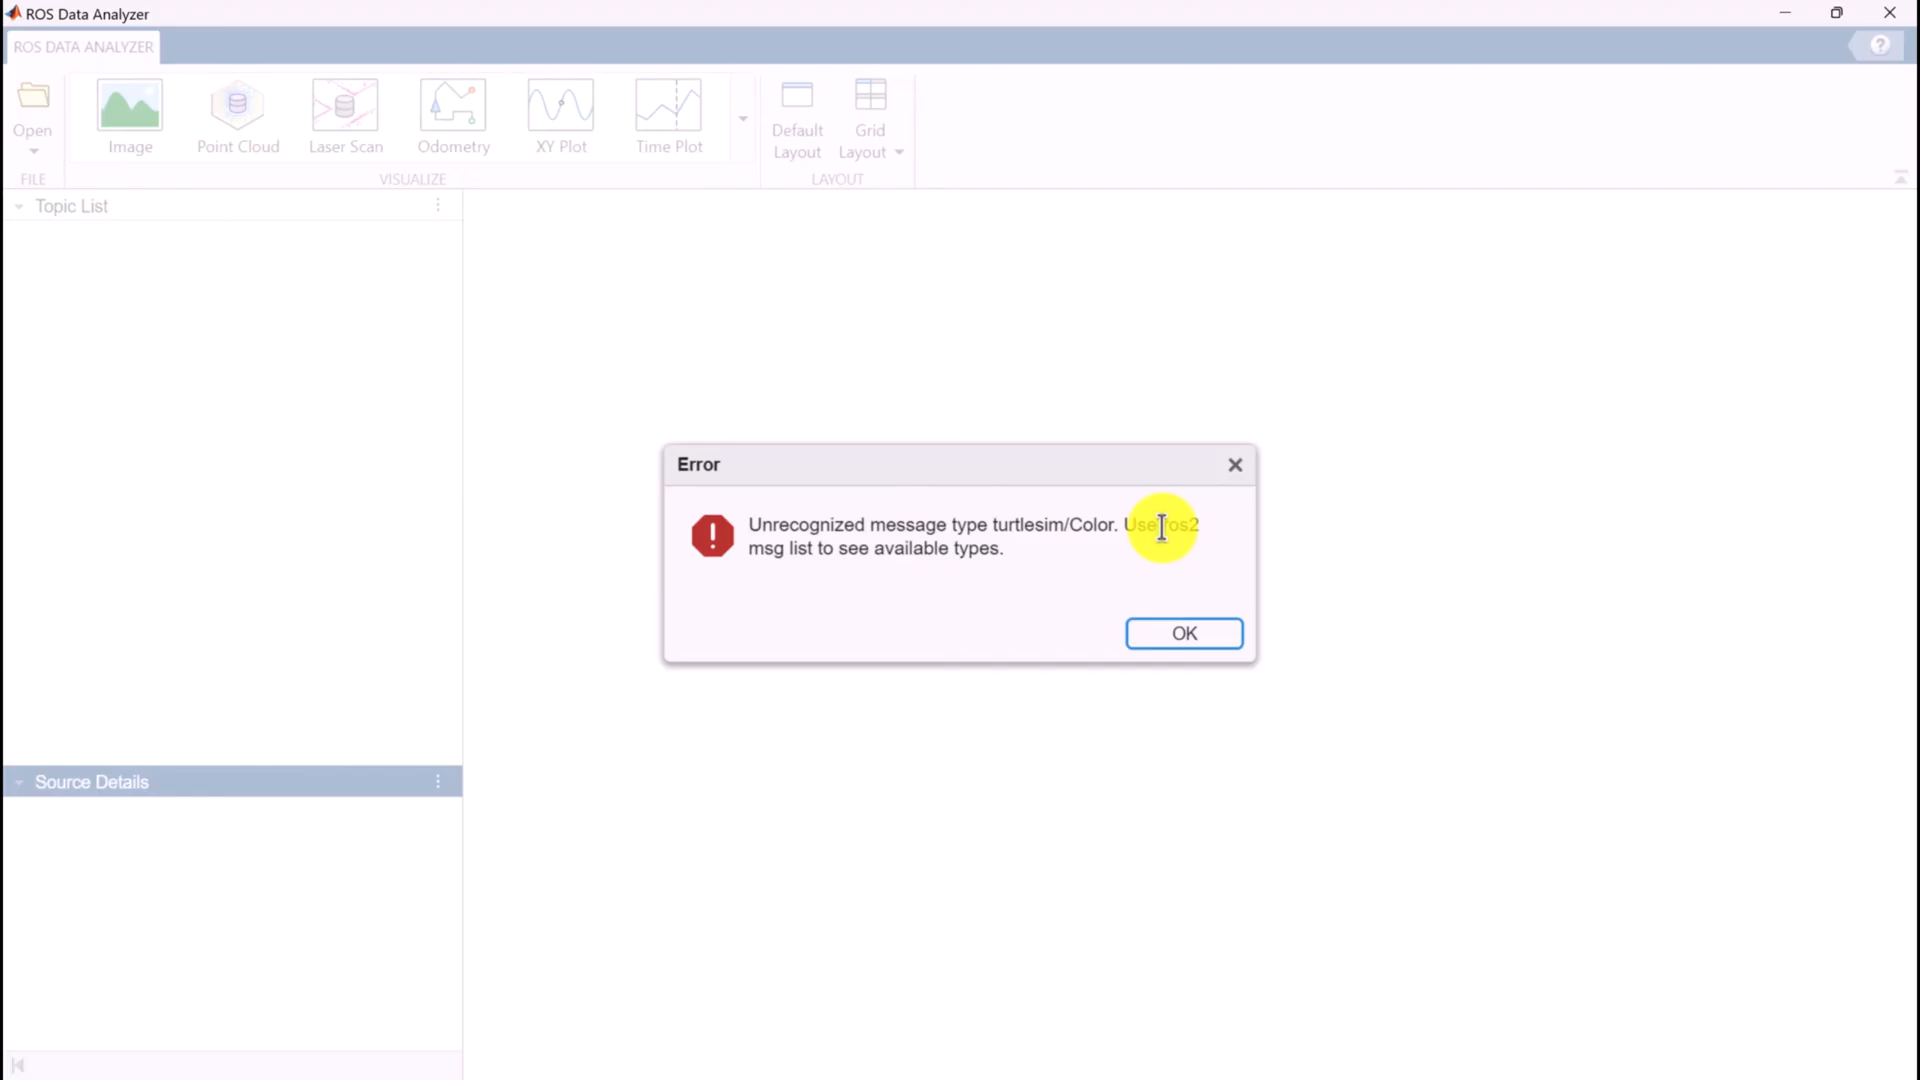 ROS Data Analyzer
ROS DATA ANALYZER
?
Open
Image
Point Cloud
Laser Scan
Odometry
XY Plot
Time Plot
Default
Layout
Grid
Layout
FILE
VISUALIZE
LAYOUT
Topic List
Error
Unrecognized message type turtlesim/Color. Use ros2
msg list to see available types.
OK
Source Details